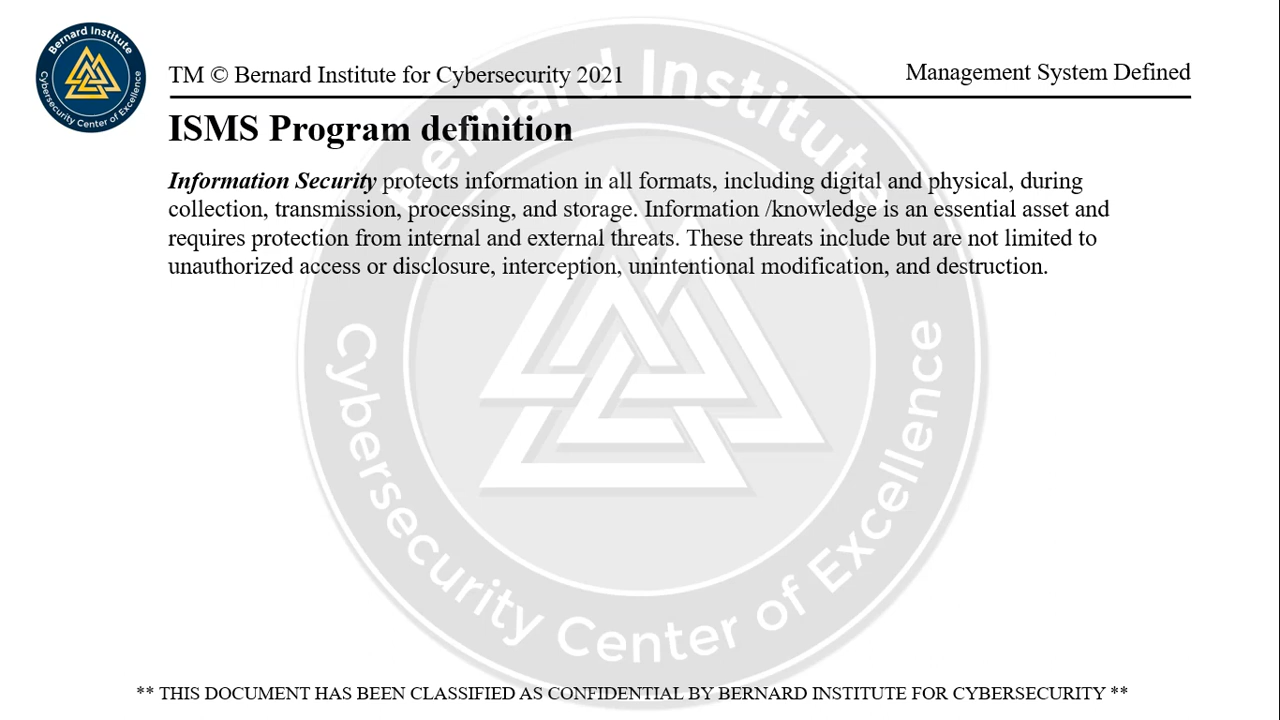 Bernard Institute
Cybersecurity Center of Excellence
TM © Bernard Institute for Cybersecurity 2021
Management System Defined
ISMS Program definition
Information Security protects information in all formats, including digital and physical, during
collection, transmission, processing, and storage. Information /knowledge is an essential asset and
requires protection from internal and external threats. These threats include but are not limited to
unauthorized access or disclosure, interception, unintentional modification, and destruction.
Bernard Institute
Cybersecurity Center of Excellence
** THIS DOCUMENT HAS BEEN CLASSIFIED AS CONFIDENTIAL BY BERNARD INSTITUTE FOR CYBERSECURITY **